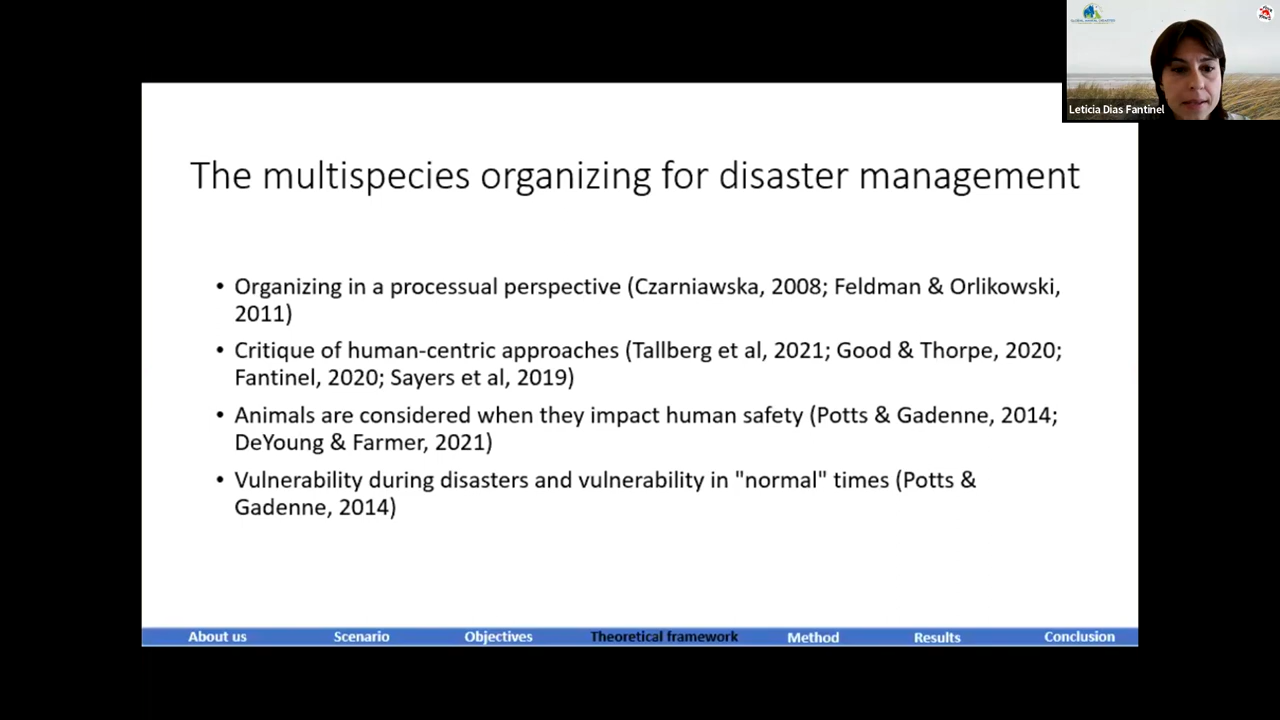 Leticia Dias Fantinel
The multispecies organizing for disaster management
• Organizing in a processual perspective (Czarniawska, 2008; Feldman & Orlikowski,
2011)
• Critique of human-centric approaches (Tallberg et al, 2021; Good & Thorpe, 2020;
Fantinel, 2020; Sayers et al, 2019)
• Animals are considered when they impact human safety (Potts & Gadenne, 2014;
DeYoung & Farmer, 2021)
• Vulnerability during disasters and vulnerability in "normal" times (Potts &
Gadenne, 2014)
About us Scenario Objectives Theoretical framework Method Results Conclusion